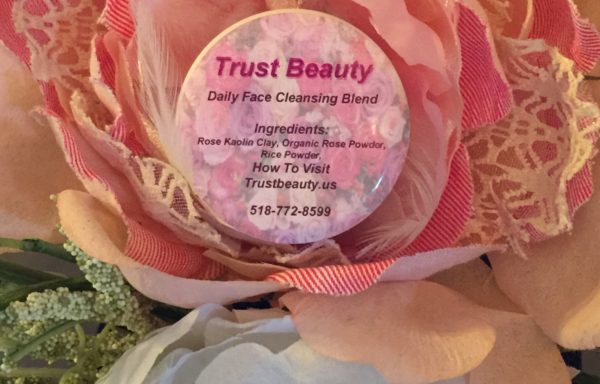 Trust Beauty
Daily Face Cleansing Blend
Ingredients:
Rose Kaolin Clay, Organic Rose Powder,
Rice Powder,
How To Visit
Trustbeauty.us
518-772-8599